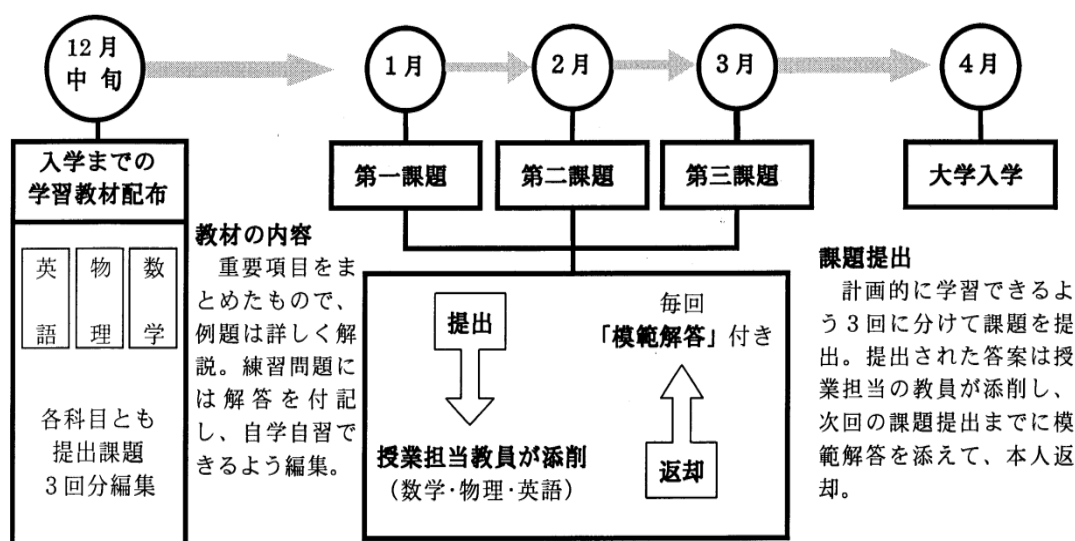 12月
中旬
1月
2月
3月
4月
入学までの
学習教材配布
第一課題
第二課題
第三課題
大学入学
英語
物理
数学
各科目とも
提出課題
3回分編集
教材の内容
重要項目をま
とめたもので、
例題は詳しく解
説。練習問題に
は解答を付記
し、自学自習で
きるよう編集。
提出
授業担当教員が添削
(数学・物理・英語)
毎回
「模範解答」付き
返却
課題提出
計画的に学習できるよ
う3回に分けて課題を提
出。提出された答案は授
業担当の教員が添削し、
次回の課題提出までに模
範解答を添えて、本人返
却。